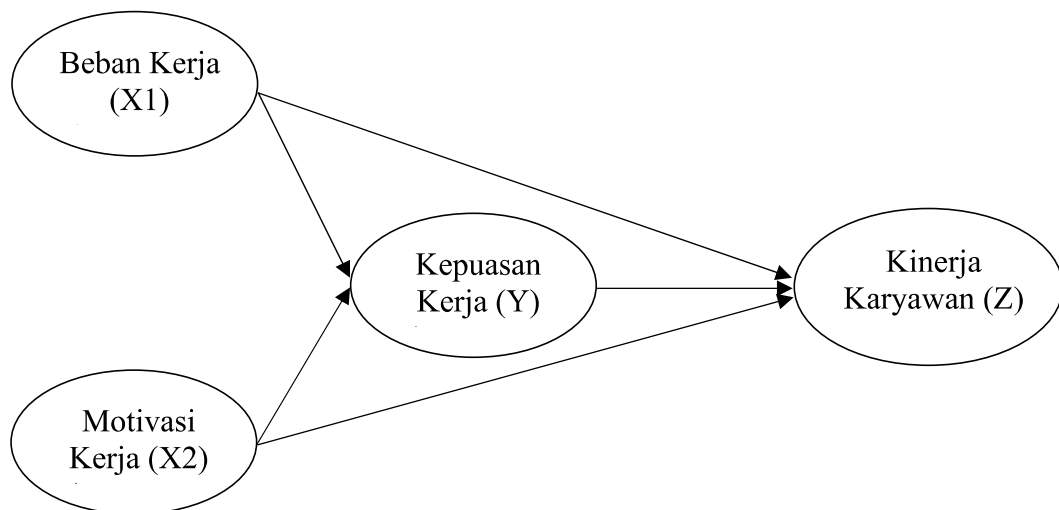 Beban Kerja
(X1)
Kepuasan
Kerja (Y)
Kinerja
Karyawan (Z)
Motivasi
Kerja (X2)